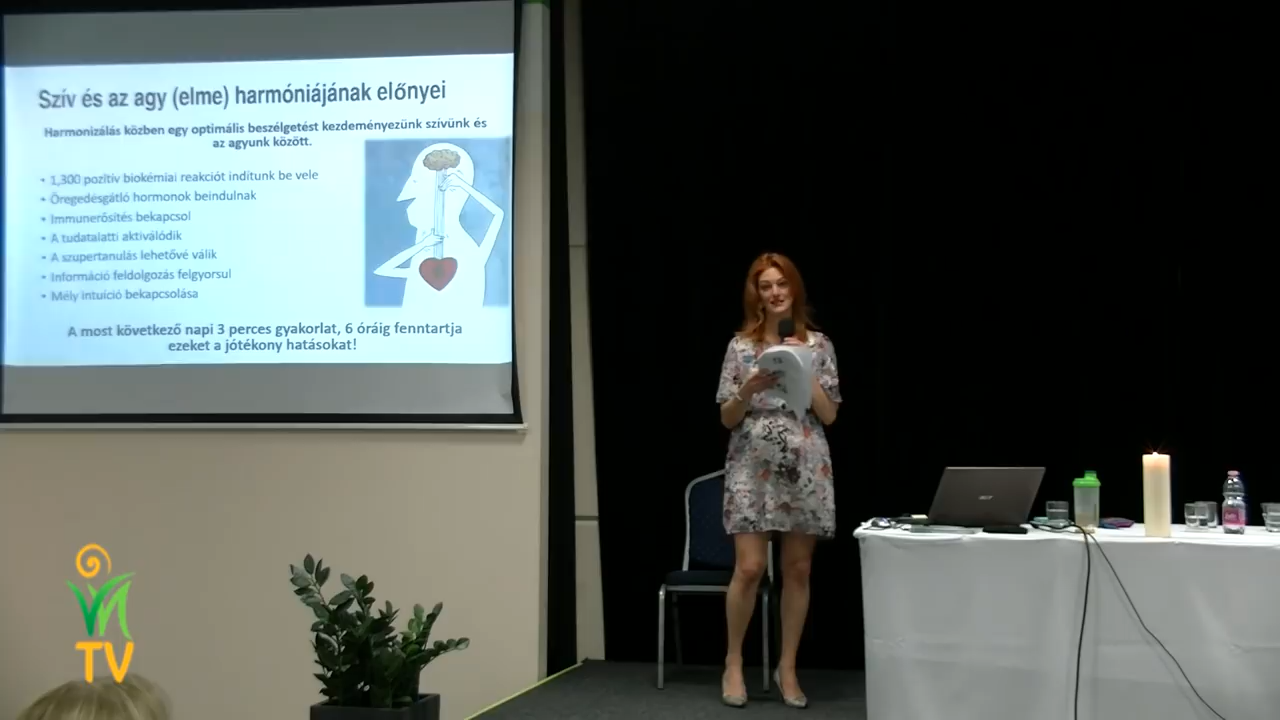 Szív és az agy (elme) harmóniájának előnyei
Harmonizálás közben egy optimális beszélgetést kezdeményezünk szívünk és
az agyunk között.
• 1,300 pozitív biokémiai reakciót indítunk be vele
• Öregedésgátló hormonok beindulnak
• Immunerősítés bekapcsol
• A tudatalatti aktiválódik
• A szupertanulás lehetővé válik
• Információ feldolgozás felgyorsul
• Mély intuíció bekapcsolása
A most következő napi 3 perces gyakorlat, 6 óráig fenntartja
ezeket a jótékony hatásokat!
acer
TV